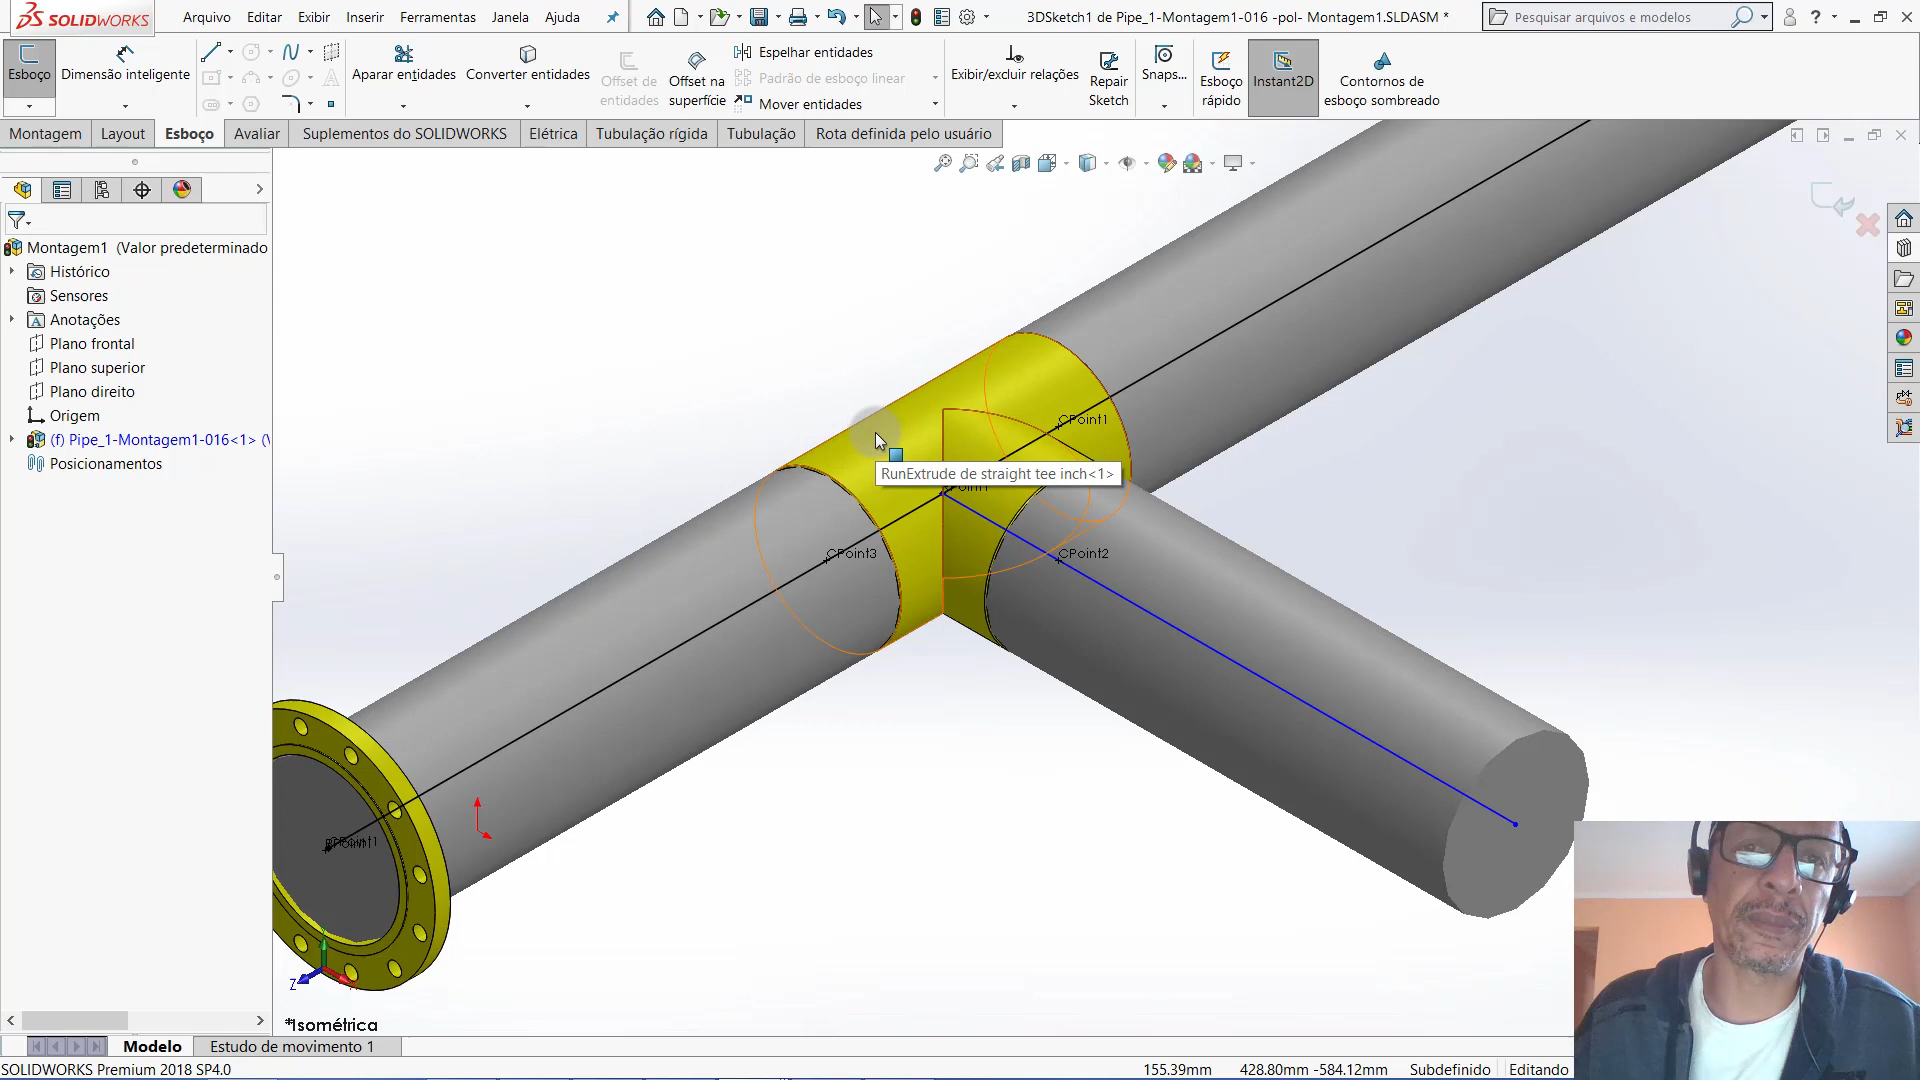 SOLIDWORKS
Arquivo Editar Exibir Inserir Ferramentas Janela Ajuda
3DSketch1 de Pipe_1-Montagem1-016 -pol- Montagem1.SLDASM *
Pesquisar arquivos e modelos
Esboço
Dimensão inteligente
Aparar entidades
Converter entidades
Offset de entidades
Offset na superfície
Espelhar entidades
Padrão de esboço linear
Mover entidades
Exibir/excluir relações
Repair Sketch
Snaps...
Esboço rápido
Instant2D
Contornos de esboço sombreado
Montagem Layout Esboço Avaliar Suplementos do SOLIDWORKS Elétrica Tubulação rígida Tubulação Rota definida pelo usuário
Montagem1 (Valor predeterminado
Histórico
Sensores
Anotações
Plano frontal
Plano superior
Plano direito
Origem
(f) Pipe_1-Montagem1-016<1> (V
Posicionamentos
CPoint1
RunExtrude de straight tee inch<1>
CPoint3
CPoint2
Z
*Isométrica
Modelo Estudo de movimento 1
SOLIDWORKS Premium 2018 SP4.0
155.39mm 428.80mm -584.12mm Subdefinido Editando